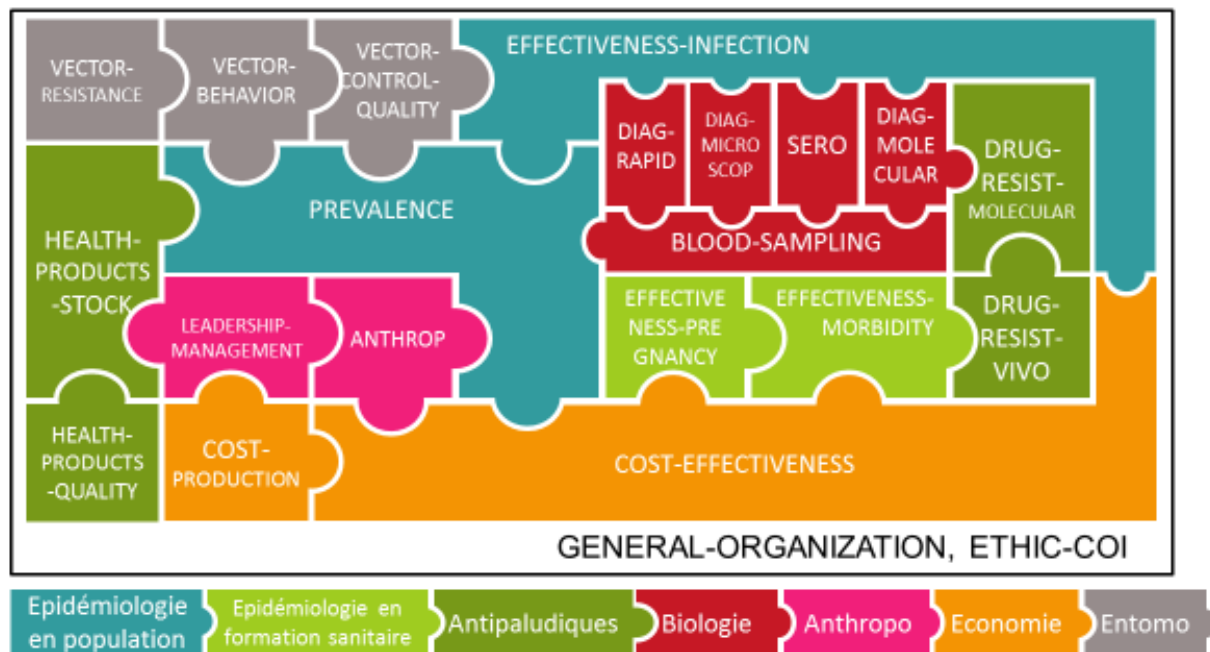 VECTOR-
RESISTANCE
VECTOR-
BEHAVIOR
VECTOR-
CONTROL-
QUALITY
EFFECTIVENESS-INFECTION
DIAG-
RAPID
DIAG-
MICRO
SCOP
SERO
DIAG-
MOLE
CULAR
DRUG-
RESIST-
MOLECULAR
PREVALENCE
BLOOD-SAMPLING
HEALTH-
PRODUCTS
-STOCK
LEADERSHIP-
MANAGEMENT
ANTHROP
EFFECTIVE
NESS-PRE
GNANCY
EFFECTIVENESS-
MORBIDITY
DRUG-
RESIST-
VIVO
HEALTH-
PRODUCTS
-QUALITY
COST-
PRODUCTION
COST-EFFECTIVENESS
GENERAL-ORGANIZATION, ETHIC-COI
Epidémiologie
en population
Epidémiologie en
formation sanitaire
Antipaludiques
Biologie
Anthropo
Economie
Entomo